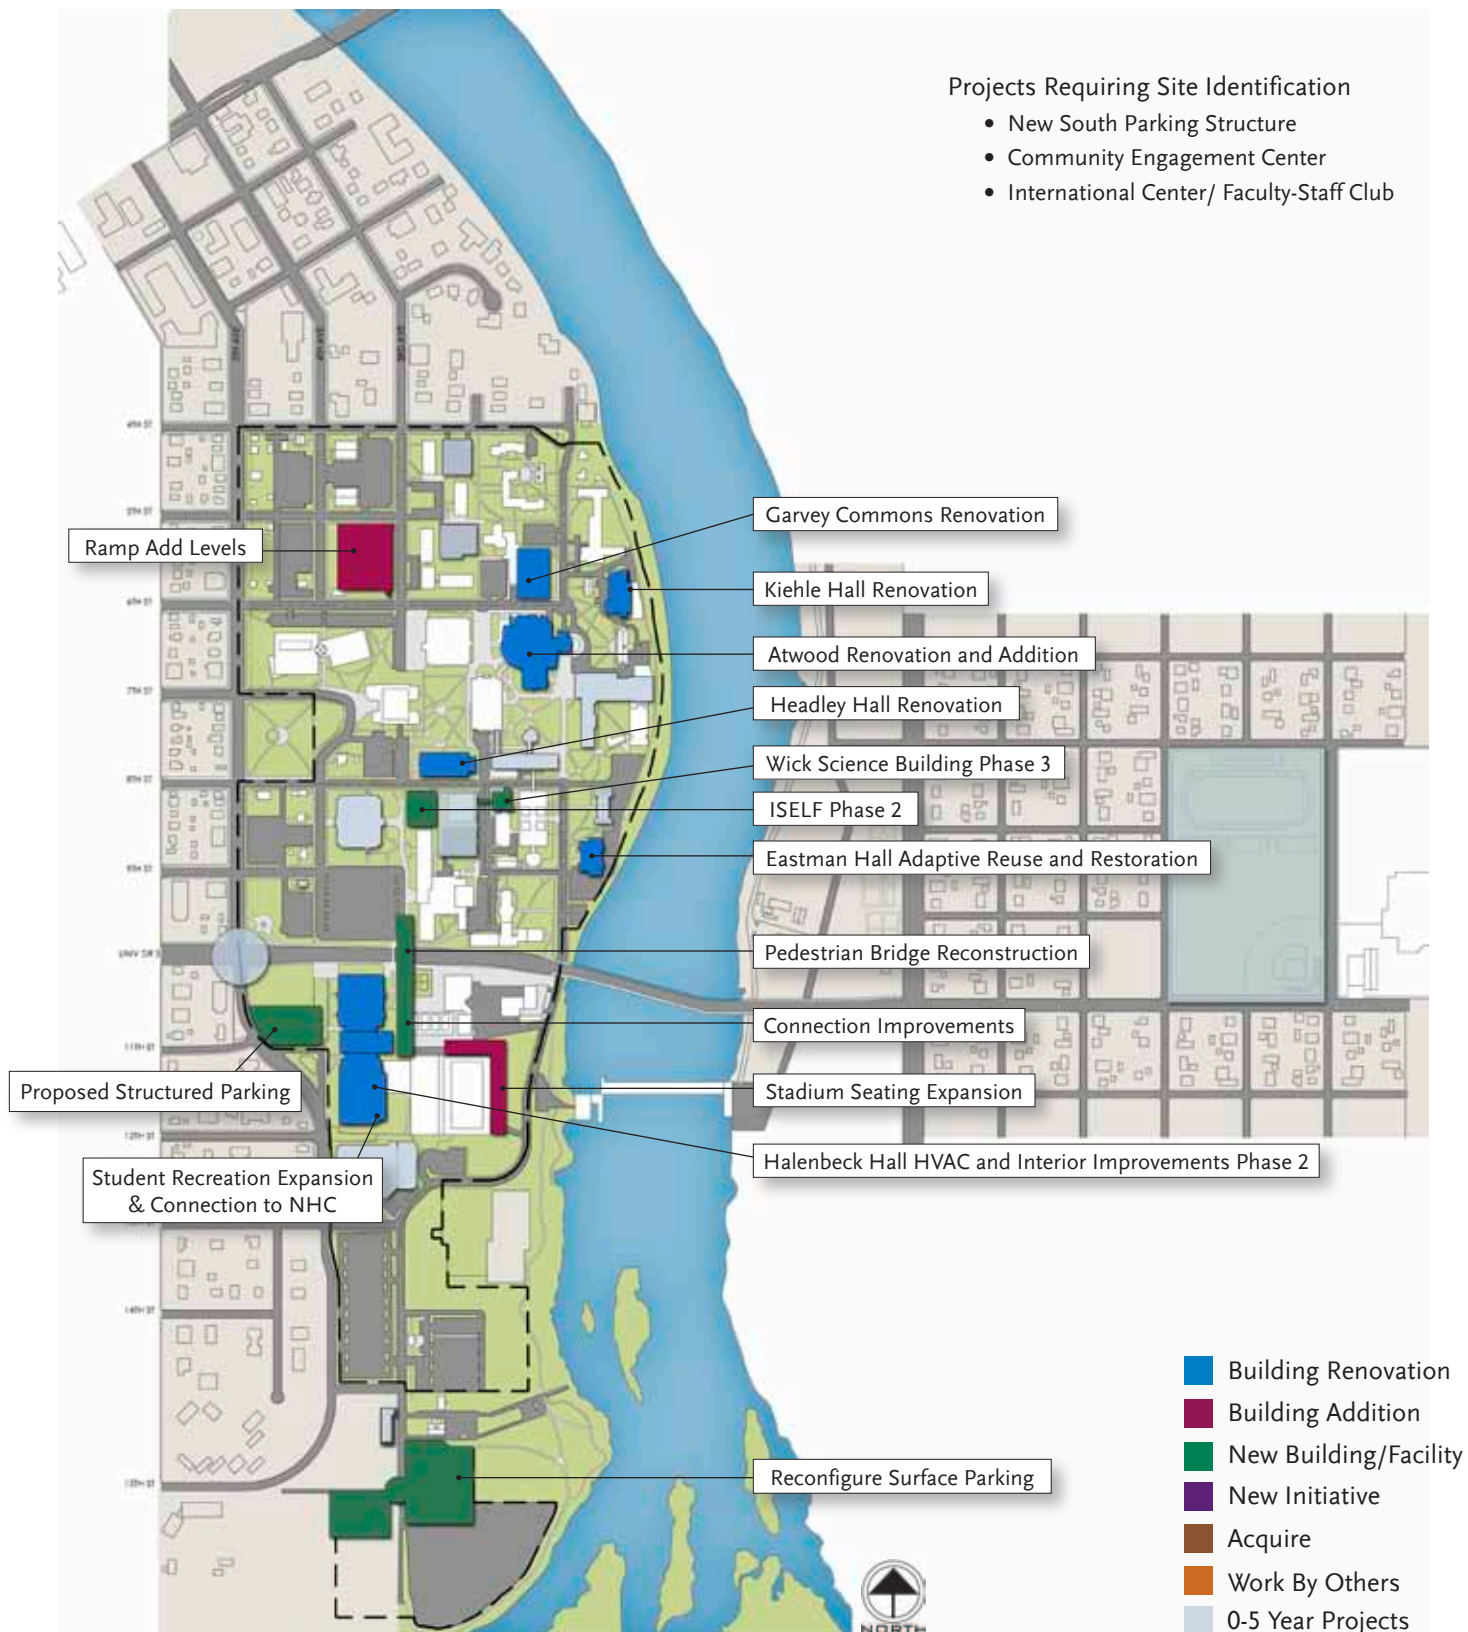 Projects Requiring Site Identification
• New South Parking Structure
• Community Engagement Center
• International Center/ Faculty-Staff Club
Garvey Commons Renovation
Ramp Add Levels
Kiehle Hall Renovation
Atwood Renovation and Addition
Headley Hall Renovation
Wick Science Building Phase 3
ISELF Phase 2
Eastman Hall Adaptive Reuse and Restoration
Pedestrian Bridge Reconstruction
Connection Improvements
Proposed Structured Parking
Stadium Seating Expansion
Halenbeck Hall HVAC and Interior Improvements Phase 2
Student Recreation Expansion
& Connection to NHC
Reconfigure Surface Parking
Building Renovation
Building Addition
New Building/Facility
New Initiative
Acquire
Work By Others
0-5 Year Projects
NORTH